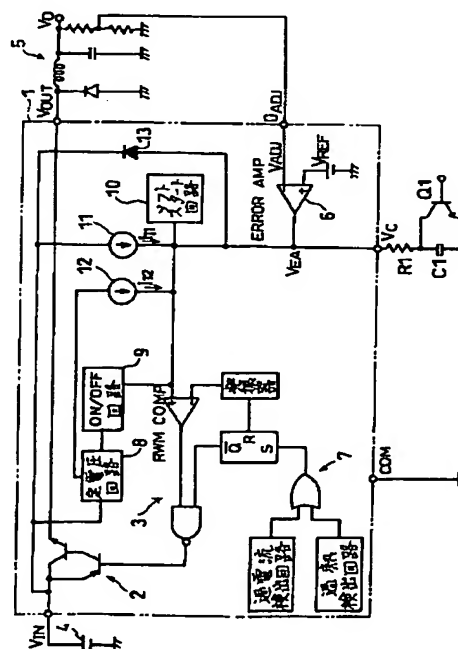 VIN
4
2
定電圧回路
8
ON/OFF回路
9
12
I12
11
I11
ソフトスタート回路
10
13
1
VOUT
5
VO
3
RWM COMP
VEA
ERROR AMP
6
VADJ
OADJ
VREF
発振器
Q
R
S
7
過電流検出回路
過熱検出回路
COM
VC
R1
C1
Q1